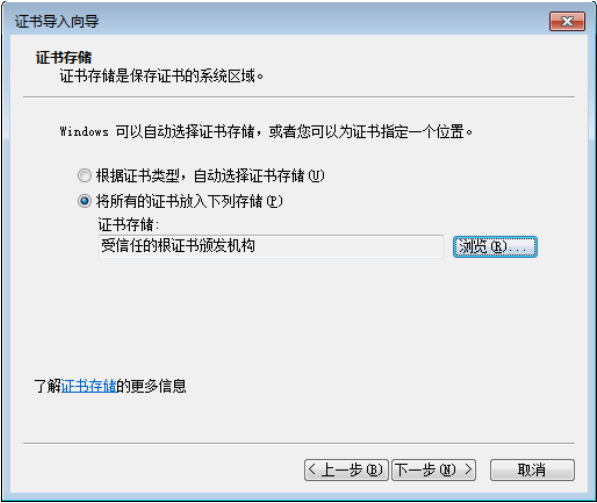 证书导入向导
证书存储
证书存储是保存证书的系统区域。
Windows 可以自动选择证书存储，或者您可以为证书指定一个位置。
根据证书类型，自动选择证书存储(U)
将所有的证书放入下列存储(P)
证书存储:
受信任的根证书颁发机构
浏览(R)...
了解证书存储的更多信息
< 上一步(B) 下一步(N) > 取消